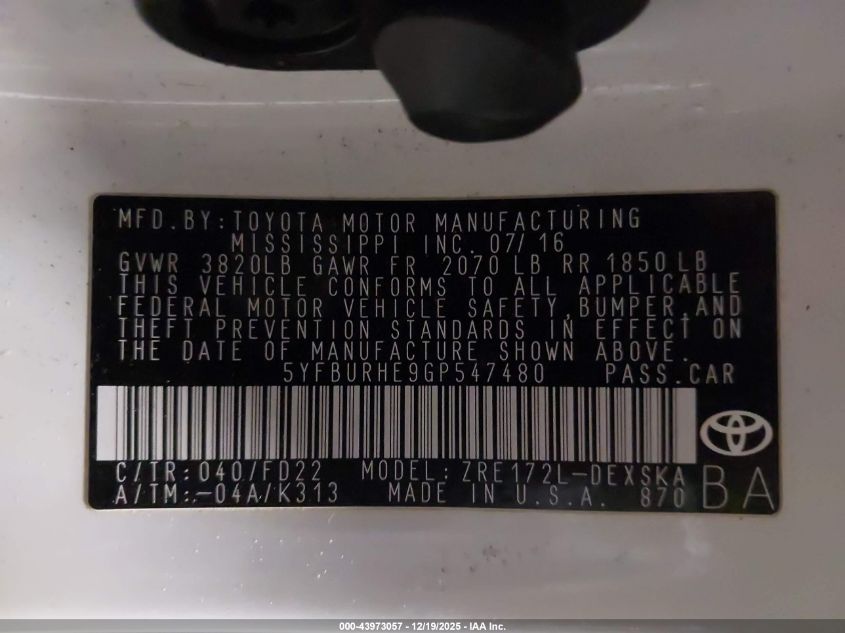 MFD.BY:TOYOTA MOTOR MANUFACTURING
MISSISSIPPI INC. 07/16
GVWR 3820LB GAWR FR 2070 LB RR 1850 LB
THIS VEHICLE CONFORMS TO ALL APPLICABLE
FEDERAL MOTOR VEHICLE SAFETY,BUMPER,AND
THEFT PREVENTION STANDARDS IN EFFECT ON
THE DATE OF MANUFACTURE SHOWN ABOVE.
5YFBURHE9GP547480 PASS.CAR
C/TR:040/FD22 MODEL:ZRE172L-DEXSKA
A/TM:-04A/K313 MADE IN U.S.A. 870 BA
000-43973057 - 12/19/2025 - IAA Inc.